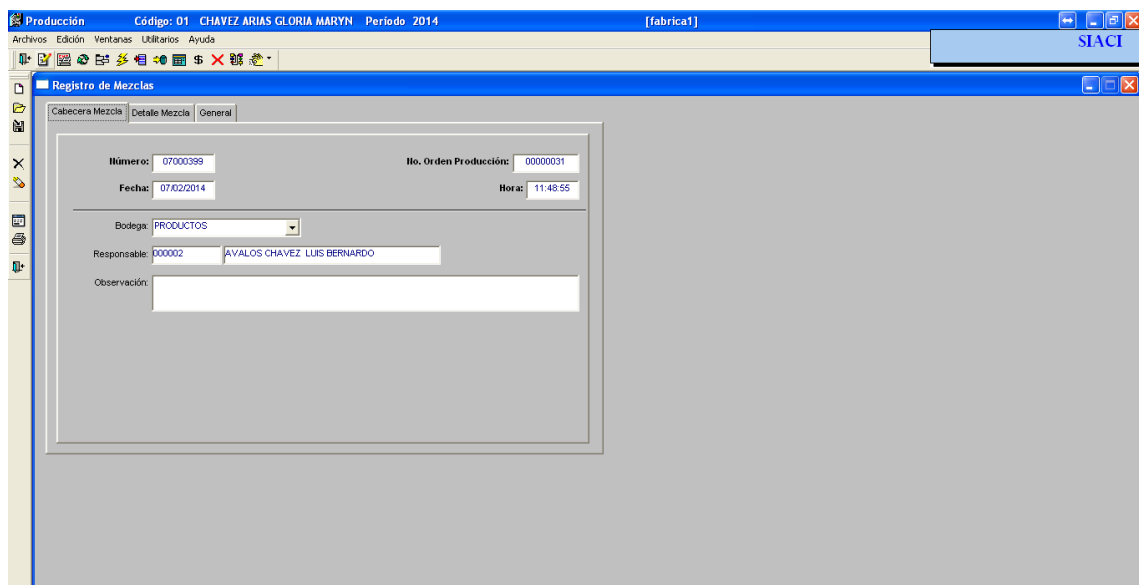 Producción Código: 01 CHAVEZ ARIAS GLORIA MARYN Periodo 2014 [fabrica1]
Archivos Edición Ventanas Utilitarios Ayuda
SIACI
Registro de Mezclas
Cabecera Mezcla Detalle Mezcla General
Número: 07000399 No. Orden Producción: 00000031
Fecha: 07/02/2014 Hora: 11:48:55
Bodega: PRODUCTOS
Responsable: 000002 AVALOS CHAVEZ LUIS BERNARDO
Observación: